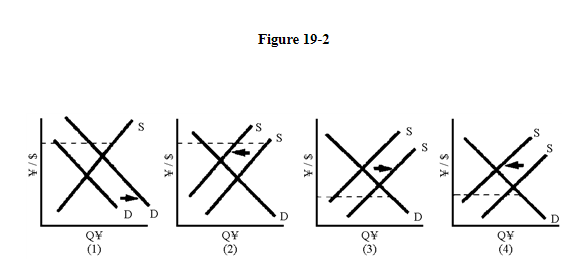 Figure 19-2
¥ / $
S
D D
Q¥
(1)
¥ / $
S
S
D
Q¥
(2)
¥ / $
S
S
D
Q¥
(3)
¥ / $
S
S
D
Q¥
(4)